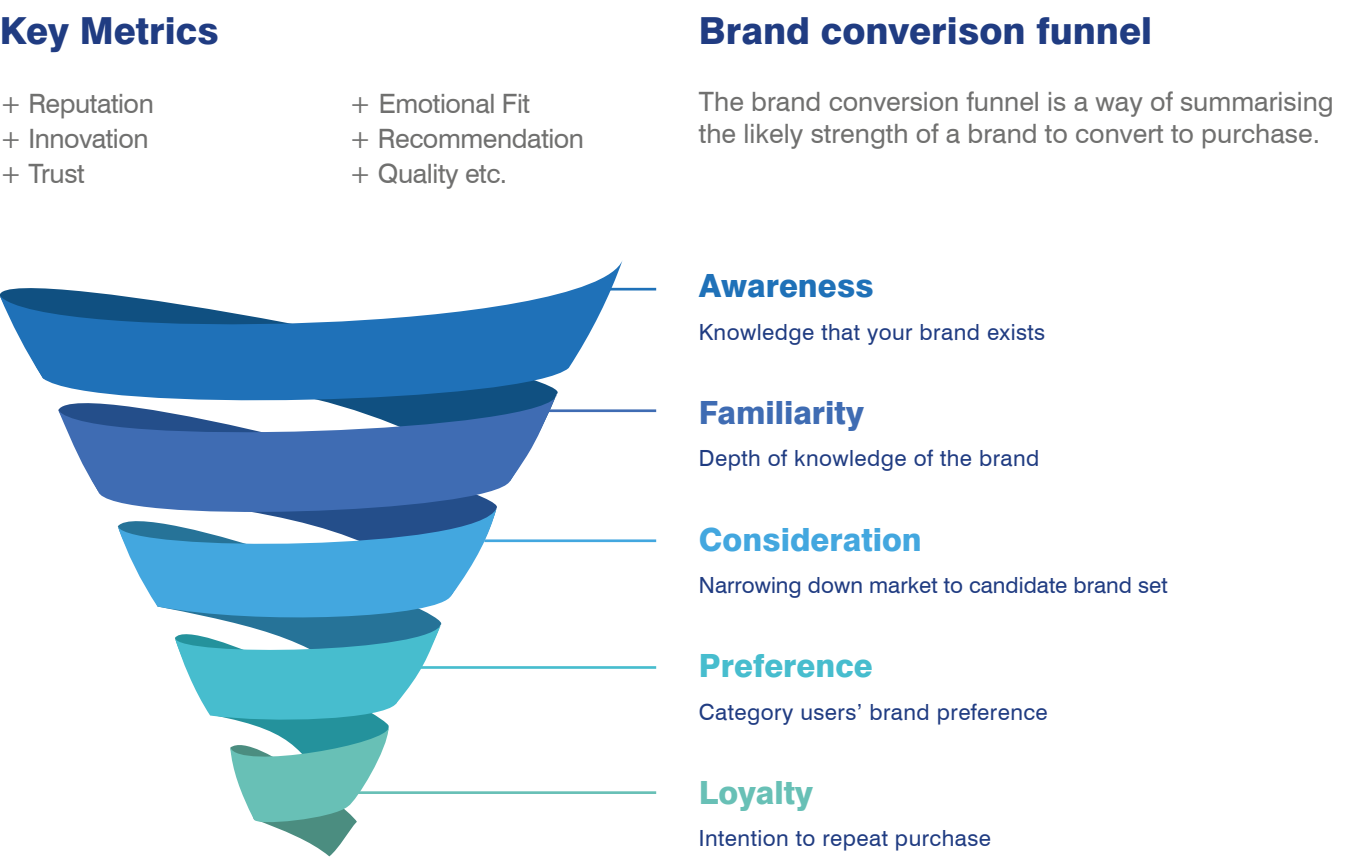 Key Metrics
+ Reputation
+ Innovation
+ Trust
+ Emotional Fit
+ Recommendation
+ Quality etc.
Brand converison funnel
The brand conversion funnel is a way of summarising
the likely strength of a brand to convert to purchase.
Awareness
Knowledge that your brand exists
Familiarity
Depth of knowledge of the brand
Consideration
Narrowing down market to candidate brand set
Preference
Category users’ brand preference
Loyalty
Intention to repeat purchase